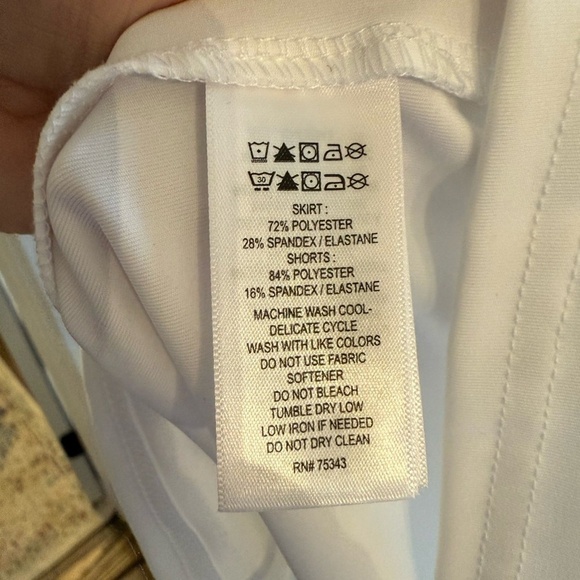 30
SKIRT :
72% POLYESTER
28% SPANDEX / ELASTANE
SHORTS :
84% POLYESTER
16% SPANDEX / ELASTANE
MACHINE WASH COOL-
DELICATE CYCLE
WASH WITH LIKE COLORS
DO NOT USE FABRIC
SOFTENER
DO NOT BLEACH
TUMBLE DRY LOW
LOW IRON IF NEEDED
DO NOT DRY CLEAN
RN# 75343